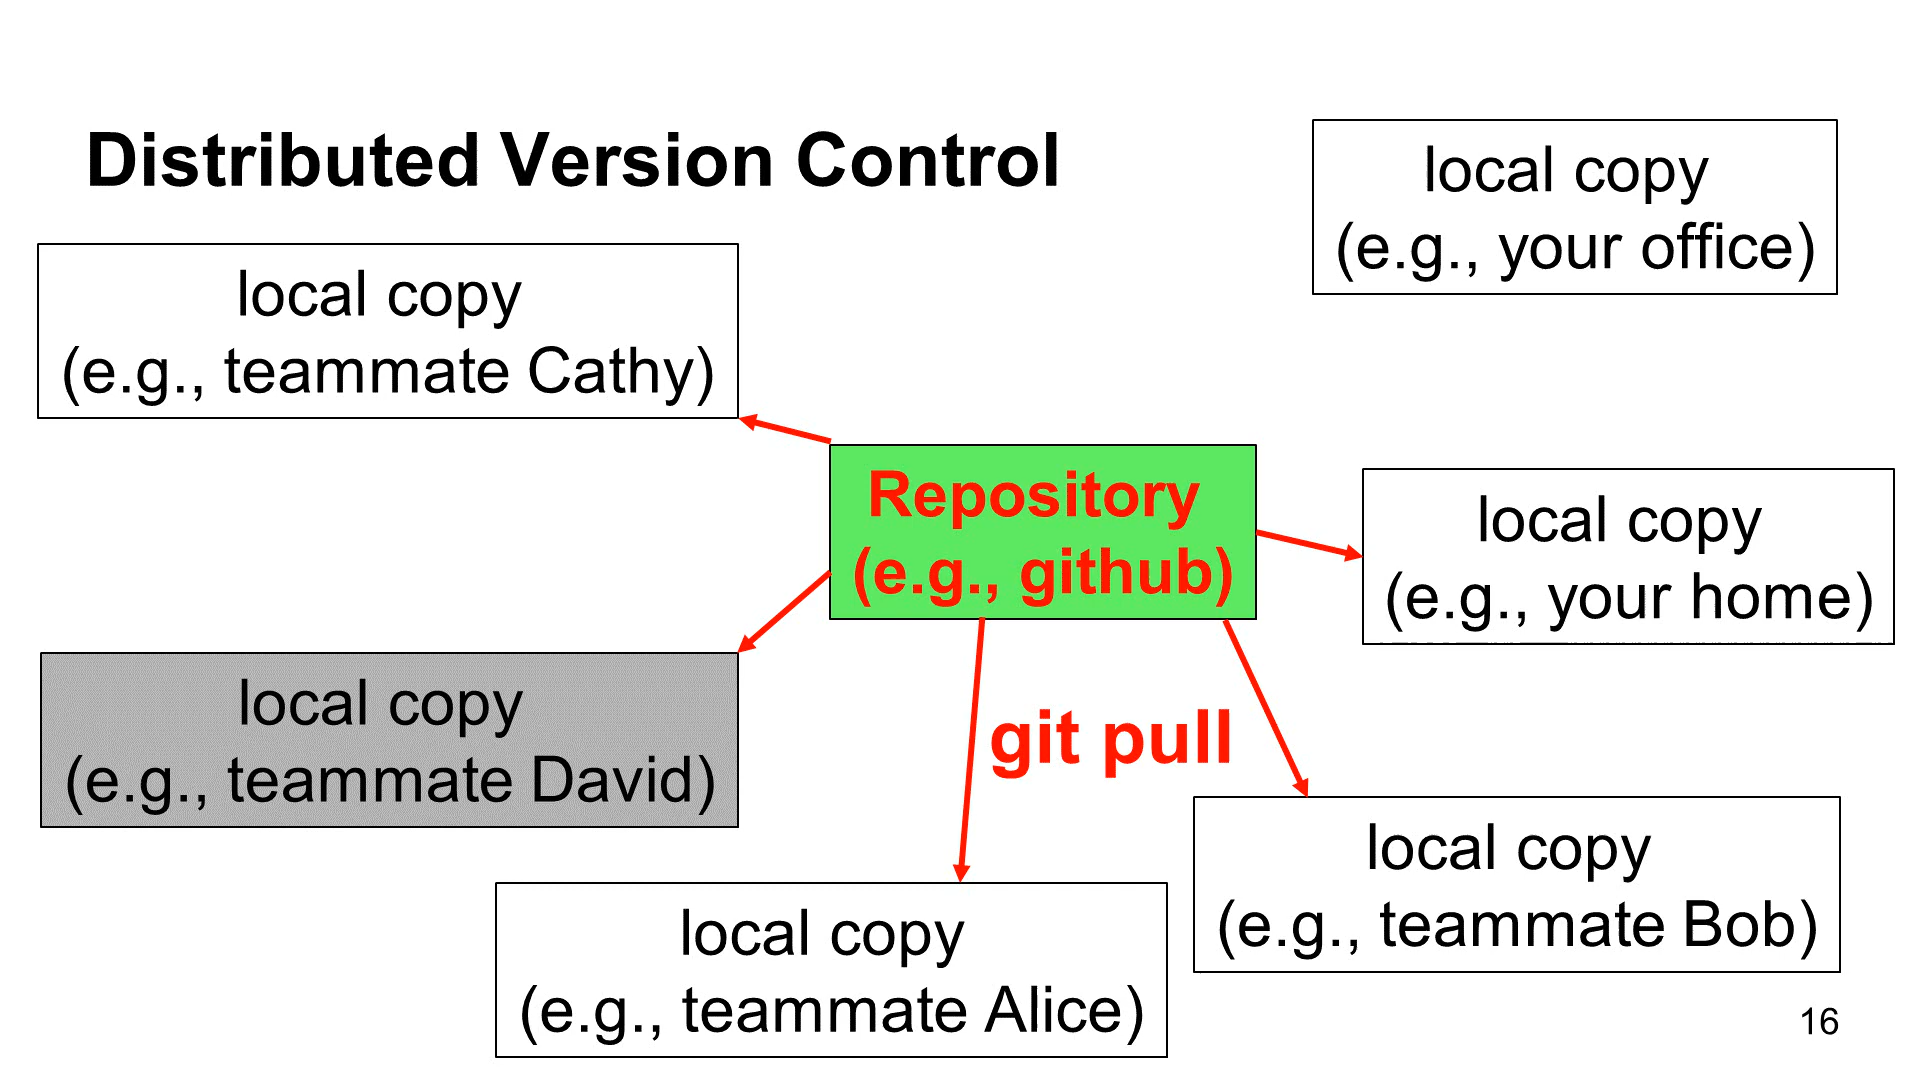 Distributed Version Control
local copy
(e.g., your office)
local copy
(e.g., teammate Cathy)
Repository
(e.g., github)
local copy
(e.g., your home)
local copy
(e.g., teammate David)
git pull
local copy
(e.g., teammate Bob)
local copy
(e.g., teammate Alice)
16